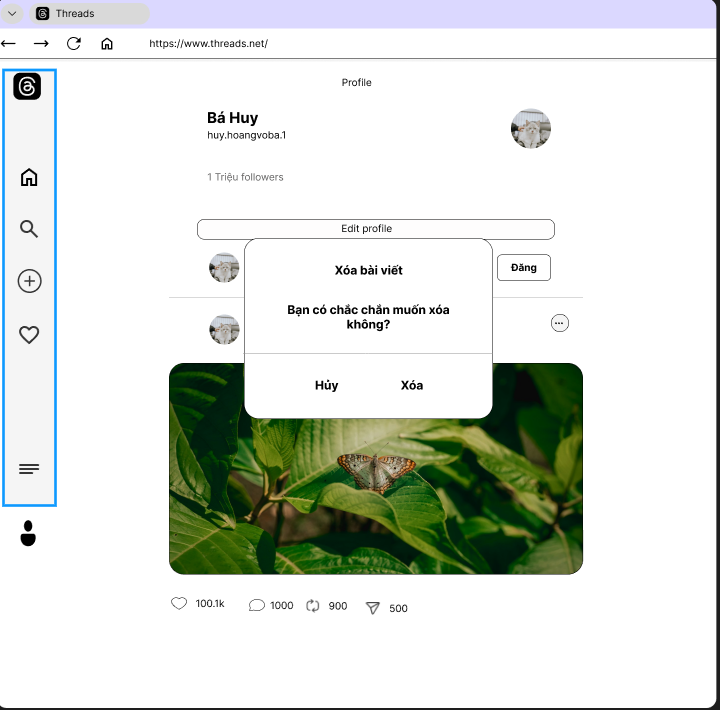 Threads
https://www.threads.net/
Profile
Bá Huy
huy.hoangvoba.1
1 Triệu followers
Edit profile
Xóa bài viết
Đăng
Bạn có chắc chắn muốn xóa
không?
Hủy
Xóa
100.1k
1000
900
500